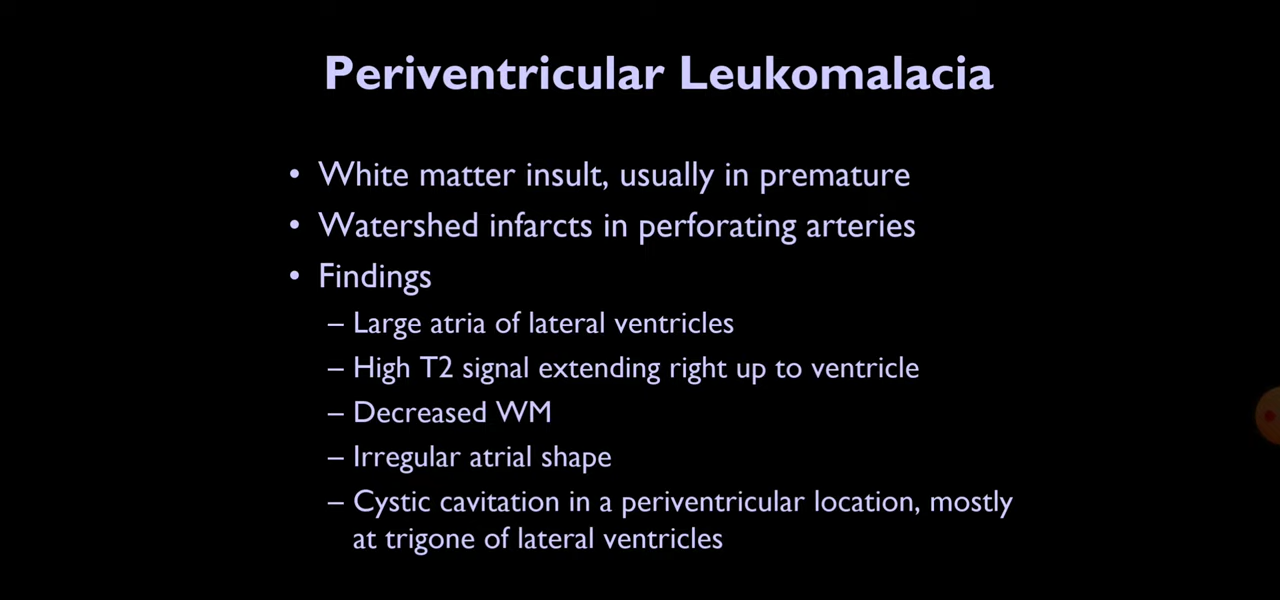 Periventricular Leukomalacia
• White matter insult, usually in premature
• Watershed infarcts in perforating arteries
• Findings
– Large atria of lateral ventricles
– High T2 signal extending right up to ventricle
– Decreased WM
– Irregular atrial shape
– Cystic cavitation in a periventricular location, mostly
at trigone of lateral ventricles